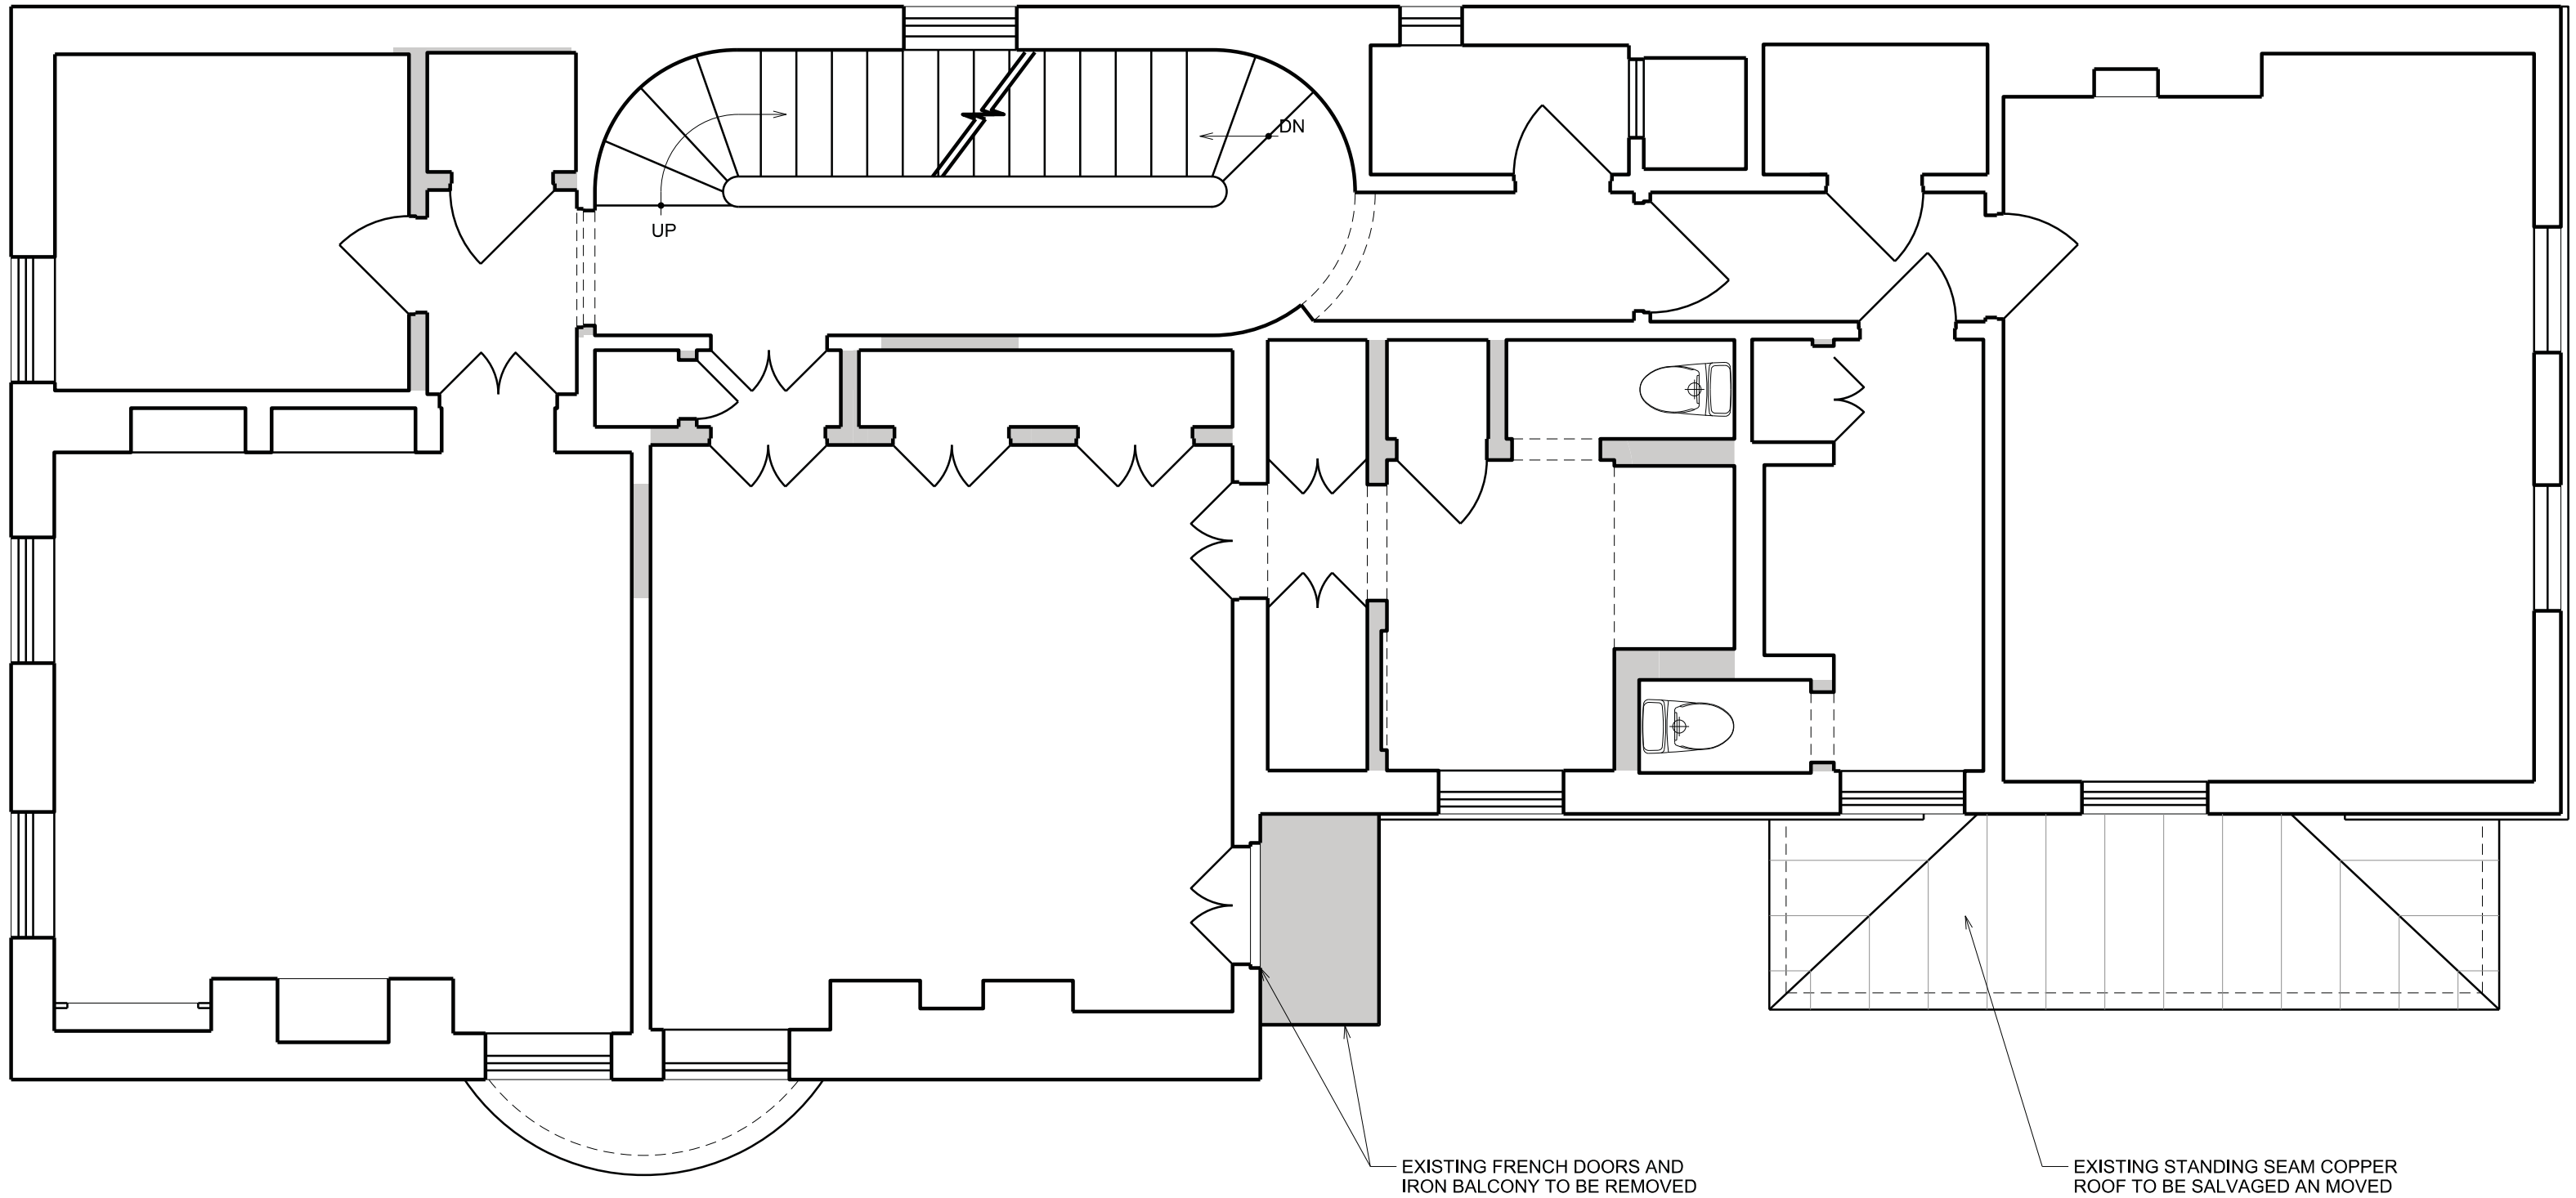 DN
UP
EXISTING FRENCH DOORS AND
IRON BALCONY TO BE REMOVED
EXISTING STANDING SEAM COPPER
ROOF TO BE SALVAGED AN MOVED